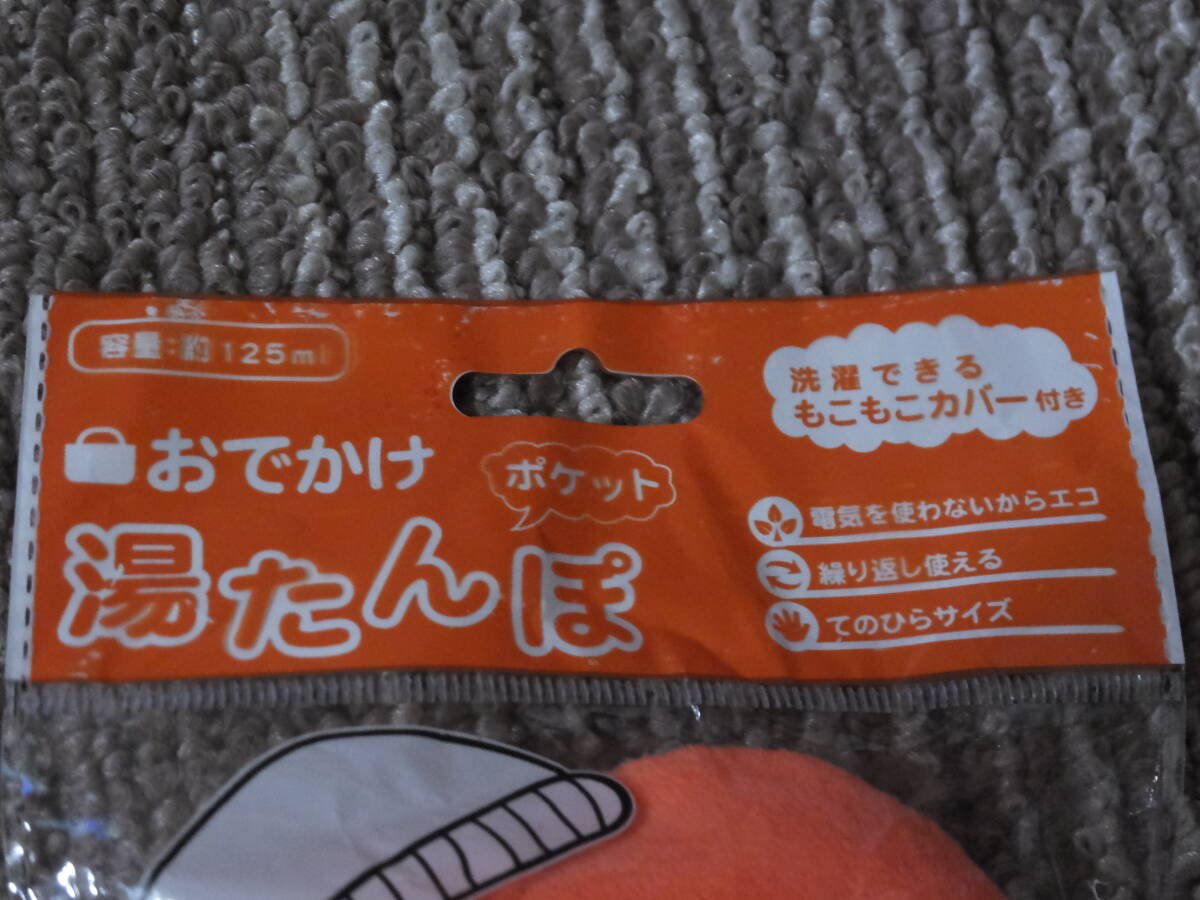 容量:約125ml
洗濯できる
もこもこカバー付き
おでかけ
ポケット
湯たんぽ
電気を使わないからエコ
繰り返し使える
てのひらサイズ